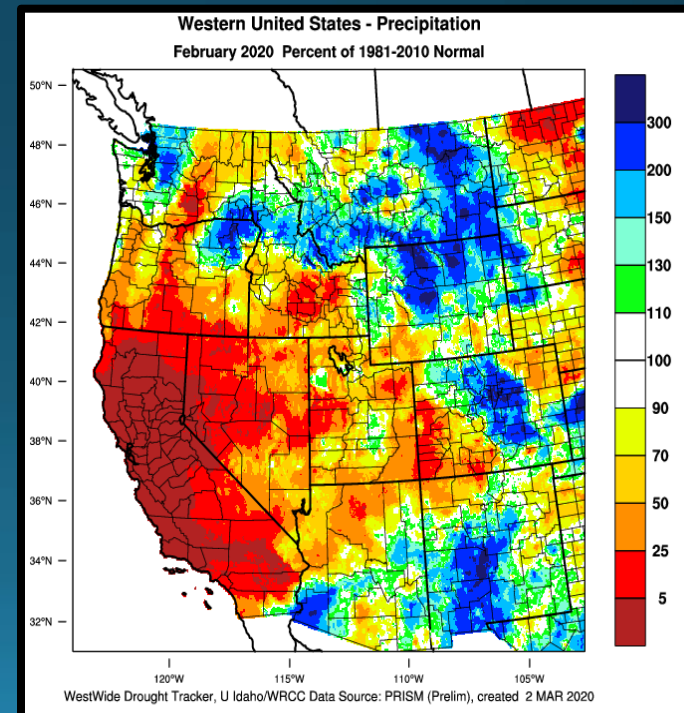 Western United States - Precipitation
February 2020 Percent of 1981-2010 Normal
50°N
48°N
46°N
44°N
42°N
40°N
38°N
36°N
34°N
32°N
300
200
150
130
110
100
90
70
50
25
5
120°W
115°W
110°W
105°W
WestWide Drought Tracker, U Idaho/WRCC Data Source: PRISM (Prelim), created 2 MAR 2020